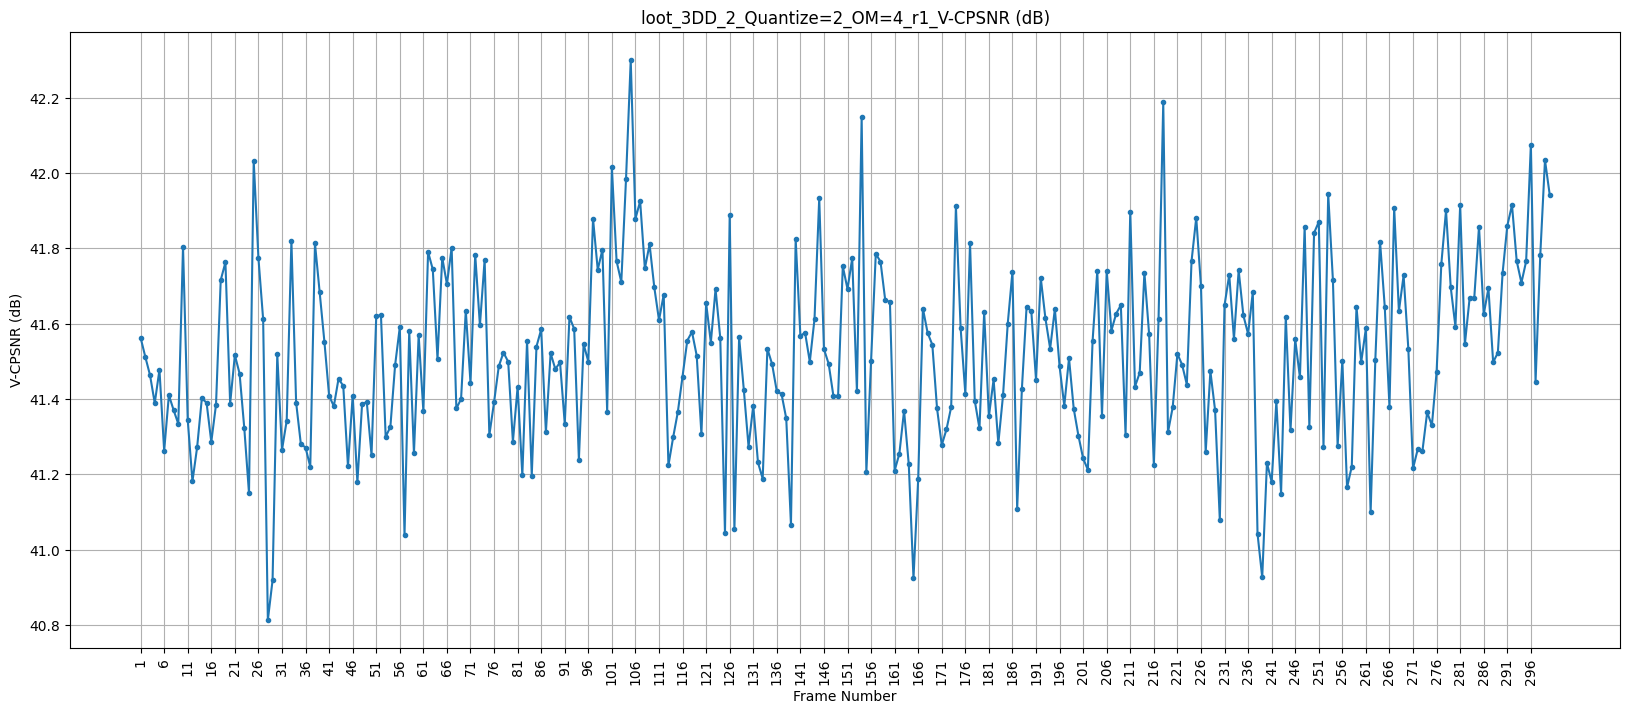 loot_3DD_2_Quantize=2_OM=4_r1_V-CPSNR (dB)
V-CPSNR (dB)
42.2
42.0
41.8
41.6
41.4
41.2
41.0
40.8
1 6 11 16 21 26 31 36 41 46 51 56 61 66 71 76 81 86 91 96 101 106 111 116 121 126 131 136 141 146 151 156 161 166 171 176 181 186 191 196 201 206 211 216 221 226 231 236 241 246 251 256 261 266 271 276 281 286 291 296
Frame Number